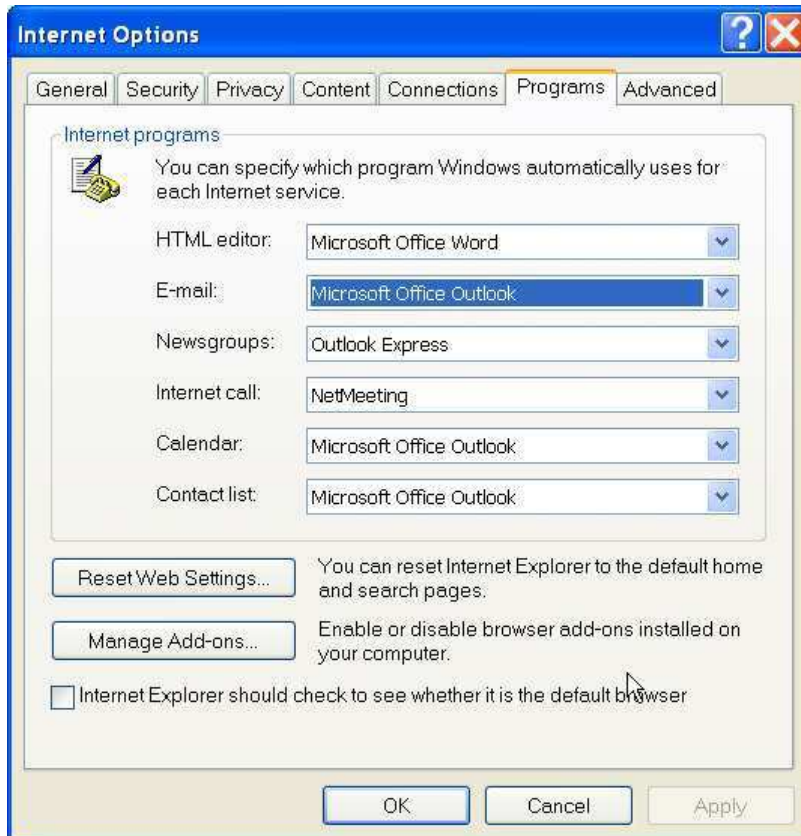 Internet Options
General Security Privacy Content Connections Programs Advanced
Internet programs
You can specify which program Windows automatically uses for
each Internet service.
HTML editor: Microsoft Office Word
E-mail: Microsoft Office Outlook
Newsgroups: Outlook Express
Internet call: NetMeeting
Calendar: Microsoft Office Outlook
Contact list: Microsoft Office Outlook
Reset Web Settings... You can reset Internet Explorer to the default home
and search pages.
Manage Add-ons... Enable or disable browser add-ons installed on
your computer.
Internet Explorer should check to see whether it is the default browser
OK Cancel Apply